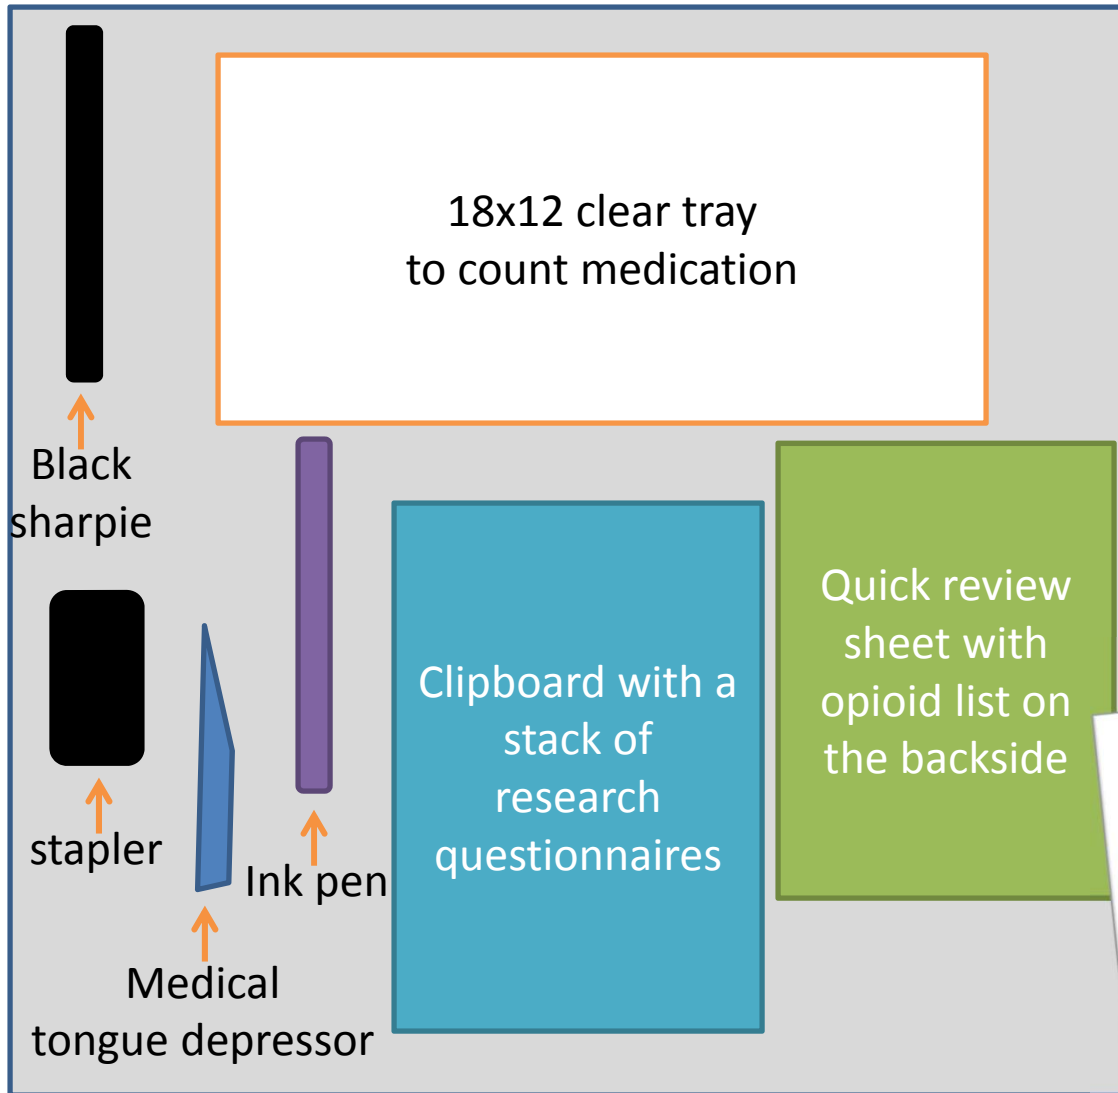 18x12 clear tray
to count medication
Black
sharpie
Quick review
sheet with
opioid list on
the backside
Clipboard with a
stack of
research
questionnaires
stapler
Ink pen
Medical
tongue depressor